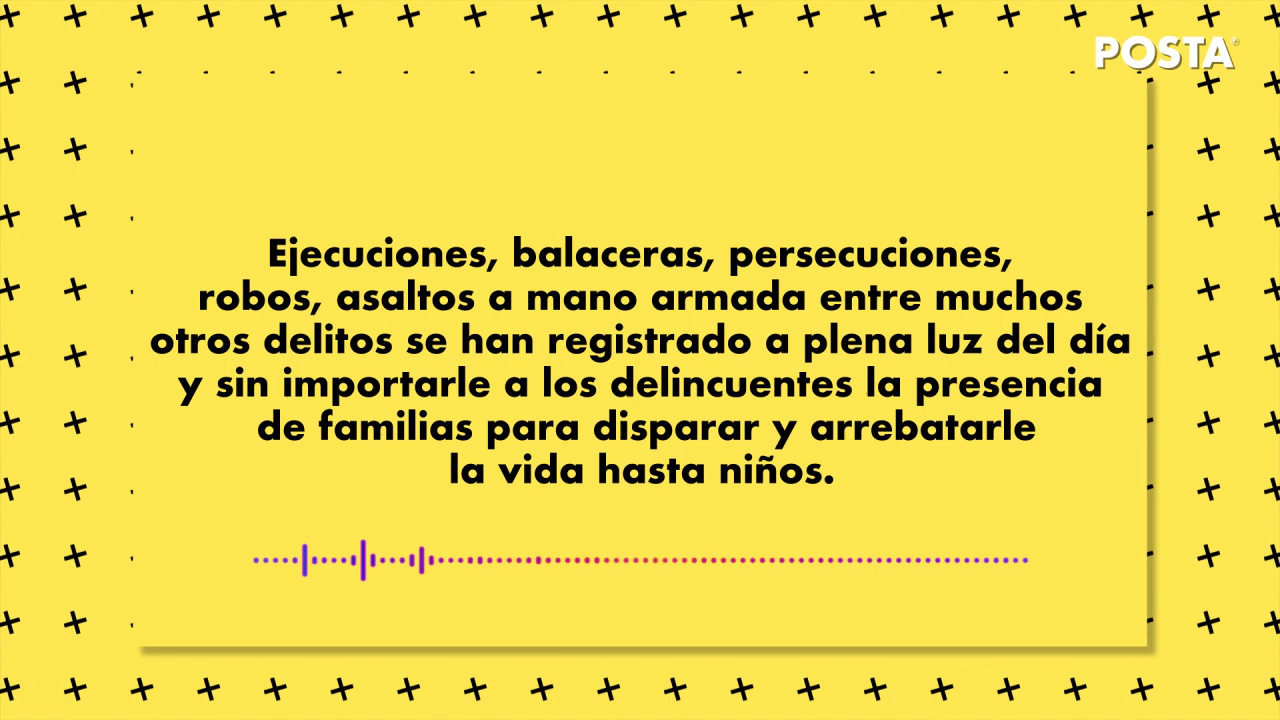 POSTA
Ejecuciones, balaceras, persecuciones,
robos, asaltos a mano armada entre muchos
otros delitos se han registrado a plena luz del día
y sin importarle a los delincuentes la presencia
de familias para disparar y arrebatarle
la vida hasta niños.